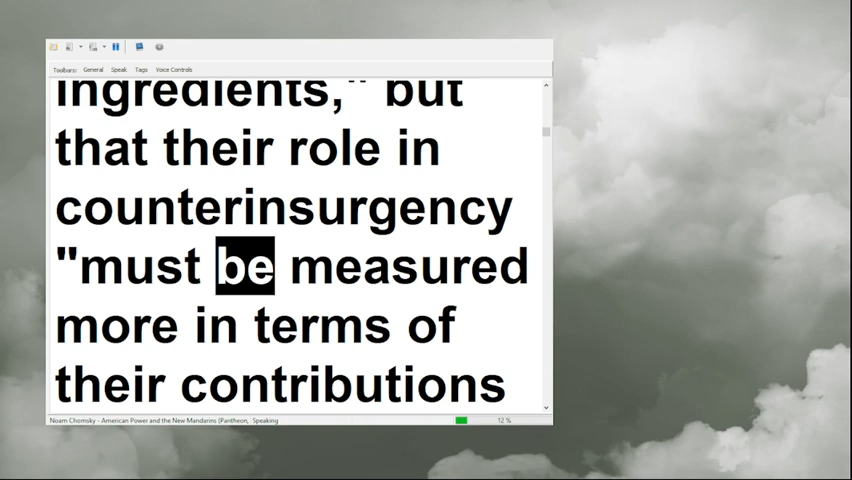 Toolbars: General Speak Tags Voice Controls
ingredients," but
that their role in
counterinsurgency
"must be measured
more in terms of
their contributions
Noam Chomsky - American Power and the New Mandarins (Pantheon, Speaking 12 %